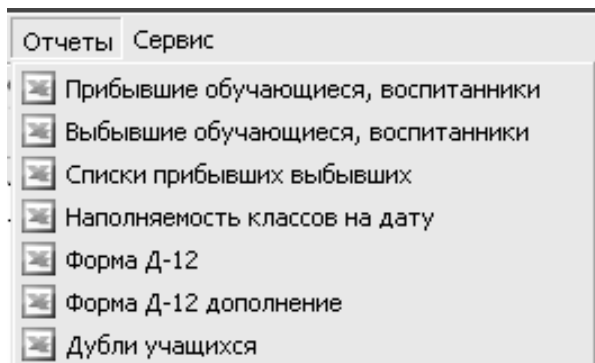 Отчеты Сервис
Прибывшие обучающиеся, воспитанники
Выбывшие обучающиеся, воспитанники
Списки прибывших выбывших
Наполняемость классов на дату
Форма Д-12
Форма Д-12 дополнение
Дубли учащихся